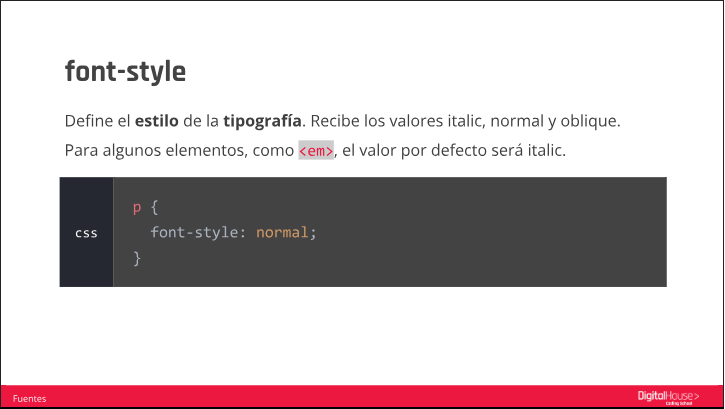 font-style
Define el estilo de la tipografía. Recibe los valores italic, normal y oblique.
Para algunos elementos, como <em>, el valor por defecto será italic.
css
p {
font-style: normal;
}
Fuentes
DigitalHouse>
Coding School